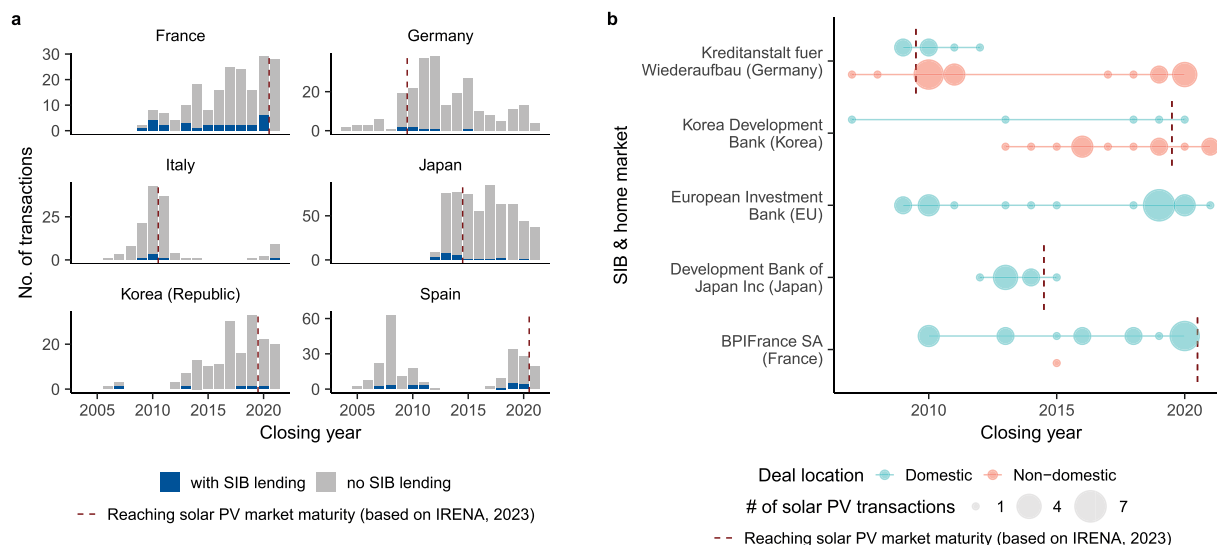 a
France
Germany
30
20
10
0
20
0
Italy
Japan
25
0
50
0
No. of transactions
Korea (Republic)
Spain
20
0
60
30
0
2005 2010 2015 2020
2005 2010 2015 2020
Closing year
Closing year
with SIB lending
no SIB lending
Reaching solar PV market maturity (based on IRENA, 2023)
b
SIB & home market
Kreditanstalt fuer
Wiederaufbau (Germany)
Korea Development
Bank (Korea)
European Investment
Bank (EU)
Development Bank of
Japan Inc (Japan)
BPIFrance SA
(France)
2010 2015 2020
Closing year
Deal location Domestic Non−domestic
# of solar PV transactions 1 4 7
Reaching solar PV market maturity (based on IRENA, 2023)